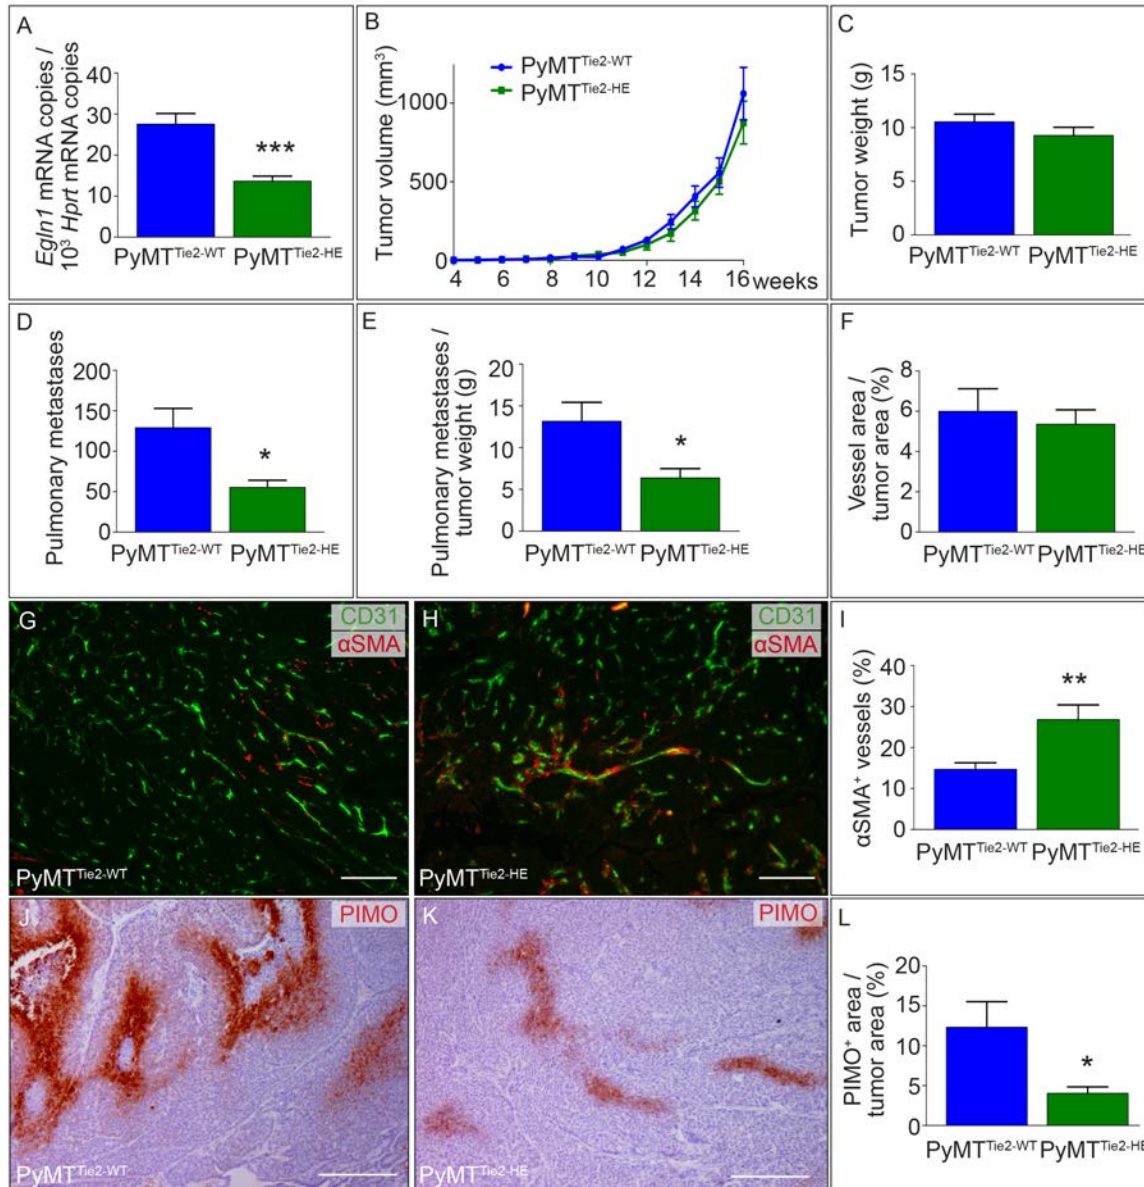 A
Egln1 mRNA copies /
10³ Hprt mRNA copies
40
30
20
10
0
***
PyMTᵀⁱᵉ²⁻ᵂᵀ PyMTᵀⁱᵉ²⁻ᴴᴱ
B
Tumor volume (mm³)
PyMTᵀⁱᵉ²⁻ᵂᵀ
PyMTᵀⁱᵉ²⁻ᴴᴱ
1000
500
0
4 6 8 10 12 14 16 weeks
C
Tumor weight (g)
15
10
5
0
PyMTᵀⁱᵉ²⁻ᵂᵀ PyMTᵀⁱᵉ²⁻ᴴᴱ
D
Pulmonary metastases
200
150
100
50
0
*
PyMTᵀⁱᵉ²⁻ᵂᵀ PyMTᵀⁱᵉ²⁻ᴴᴱ
E
Pulmonary metastases /
tumor weight (g)
20
15
10
5
0
*
PyMTᵀⁱᵉ²⁻ᵂᵀ PyMTᵀⁱᵉ²⁻ᴴᴱ
F
Vessel area /
tumor area (%)
8
6
4
2
0
PyMTᵀⁱᵉ²⁻ᵂᵀ PyMTᵀⁱᵉ²⁻ᴴᴱ
G
CD31
αSMA
PyMTᵀⁱᵉ²⁻ᵂᵀ
H
CD31
αSMA
PyMTᵀⁱᵉ²⁻ᴴᴱ
I
αSMA⁺ vessels (%)
40
30
20
10
0
**
PyMTᵀⁱᵉ²⁻ᵂᵀ PyMTᵀⁱᵉ²⁻ᴴᴱ
J
PIMO
PyMTᵀⁱᵉ²⁻ᵂᵀ
K
PIMO
PyMTᵀⁱᵉ²⁻ᴴᴱ
L
PIMO⁺ area /
tumor area (%)
20
15
10
5
0
*
PyMTᵀⁱᵉ²⁻ᵂᵀ PyMTᵀⁱᵉ²⁻ᴴᴱ